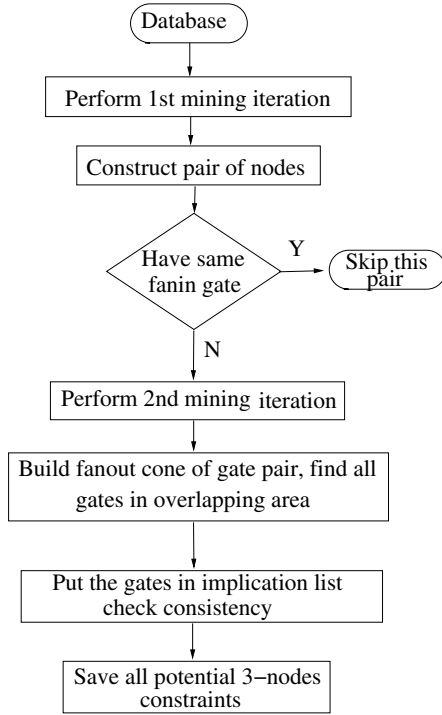 Database
Perform 1st mining iteration
Construct pair of nodes
Have same
fanin gate
Y
Skip this
pair
N
Perform 2nd mining iteration
Build fanout cone of gate pair, find all
gates in overlapping area
Put the gates in implication list
check consistency
Save all potential 3−nodes
constraints